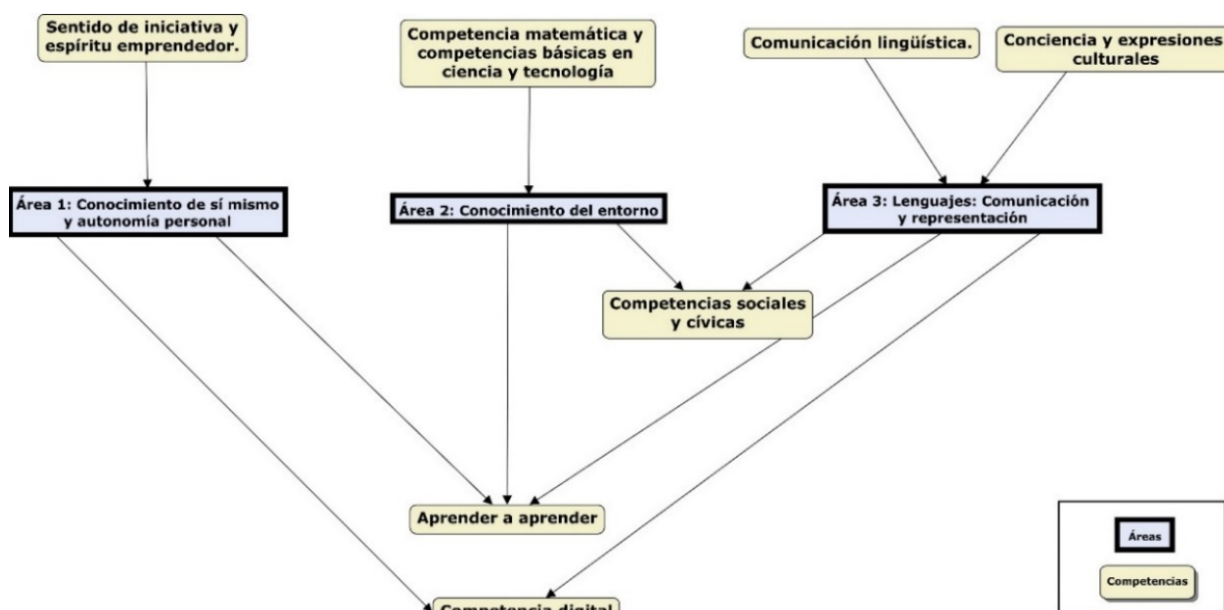 Sentido de iniciativa y
espíritu emprendedor.
Competencia matemática y
competencias básicas en
ciencia y tecnología
Comunicación lingüística.
Conciencia y expresiones
culturales
Área 1: Conocimiento de sí mismo
y autonomía personal
Área 2: Conocimiento del entorno
Área 3: Lenguajes: Comunicación
y representación
Competencias sociales
y cívicas
Aprender a aprender
Competencia digital
Áreas
Competencias